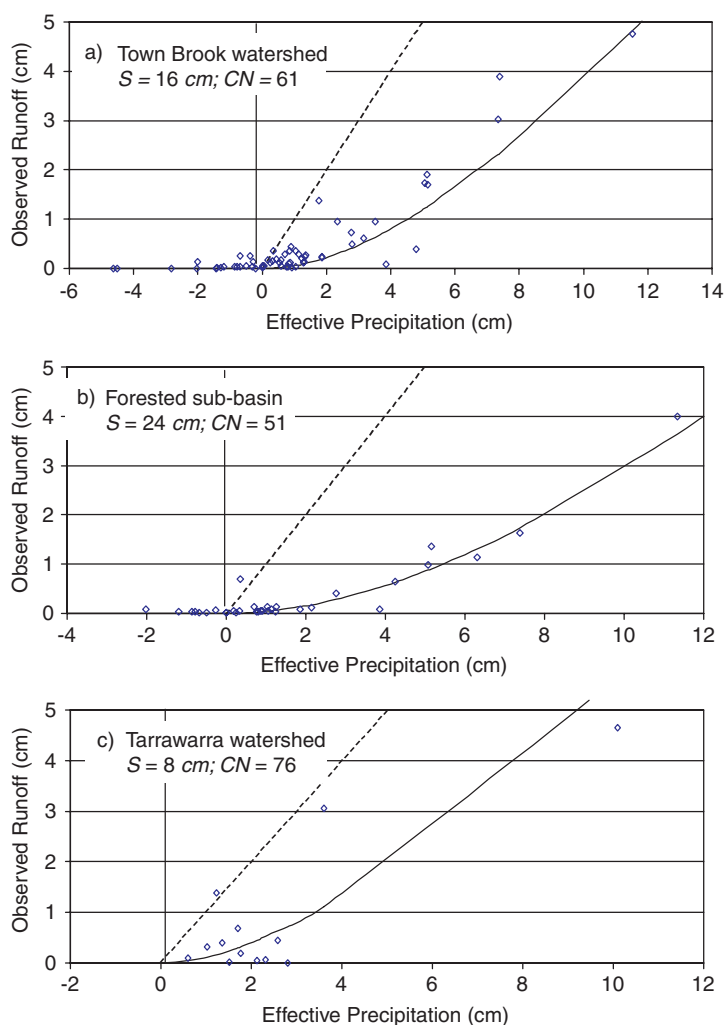 a) Town Brook watershed
S = 16 cm; CN = 61
Observed Runoff (cm)
5
4
3
2
1
0
-6 -4 -2 0 2 4 6 8 10 12 14
Effective Precipitation (cm)
b) Forested sub-basin
S = 24 cm; CN = 51
Observed Runoff (cm)
5
4
3
2
1
0
-4 -2 0 2 4 6 8 10 12
Effective Precipitation (cm)
c) Tarrawarra watershed
S = 8 cm; CN = 76
Observed Runoff (cm)
5
4
3
2
1
0
-2 0 2 4 6 8 10 12
Effective Precipitation (cm)